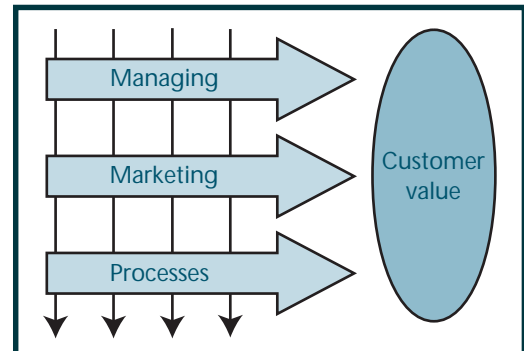 Managing
Marketing
Processes
Customer
value